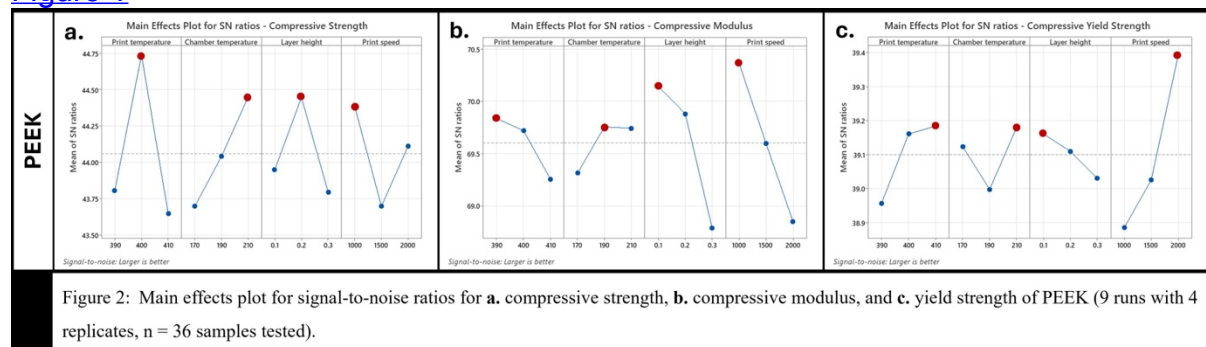 a.
Main Effects Plot for SN ratios - Compressive Strength
Print temperature Chamber temperature Layer height Print speed
Mean of SN ratios
44.75
44.50
44.25
44.00
43.75
43.50
390 400 410 170 190 210 0.1 0.2 0.3 1000 1500 2000
Signal-to-noise: Larger is better
b.
Main Effects Plot for SN ratios - Compressive Modulus
Print temperature Chamber temperature Layer height Print speed
Mean of SN ratios
70.5
70.0
69.5
69.0
390 400 410 170 190 210 0.1 0.2 0.3 1000 1500 2000
Signal-to-noise: Larger is better
c.
Main Effects Plot for SN ratios - Compressive Yield Strength
Print temperature Chamber temperature Layer height Print speed
Mean of SN ratios
39.4
39.3
39.2
39.1
39.0
38.9
390 400 410 170 190 210 0.1 0.2 0.3 1000 1500 2000
Signal-to-noise: Larger is better
PEEK
Figure 2: Main effects plot for signal-to-noise ratios for a. compressive strength, b. compressive modulus, and c. yield strength of PEEK (9 runs with 4
replicates, n = 36 samples tested).